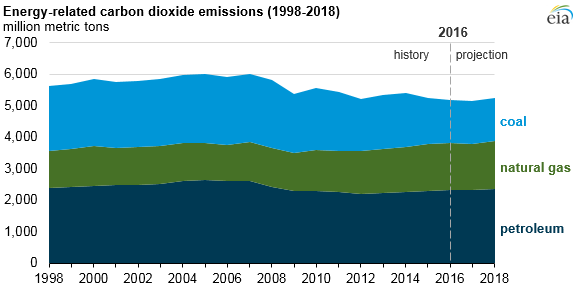 Energy-related carbon dioxide emissions (1998-2018)
million metric tons
eia
7,000
6,000
5,000
4,000
3,000
2,000
1,000
0
2016
history
projection
coal
natural gas
petroleum
1998
2000
2002
2004
2006
2008
2010
2012
2014
2016
2018